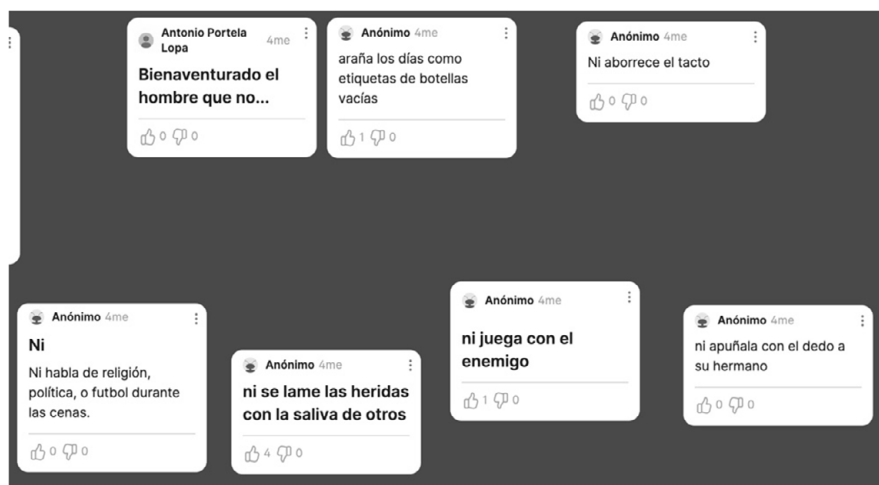 Antonio Portela
Lopa
4me
Bienaventurado el
hombre que no...
0 0
Anónimo 4me
araña los días como
etiquetas de botellas
vacías
1 0
Anónimo 4me
Ni aborrece el tacto
0 0
Anónimo 4me
Ni
Ni habla de religión,
política, o futbol durante
las cenas.
0 0
Anónimo 4me
ni se lame las heridas
con la saliva de otros
4 0
Anónimo 4me
ni juega con el
enemigo
1 0
Anónimo 4me
ni apuñala con el dedo a
su hermano
0 0